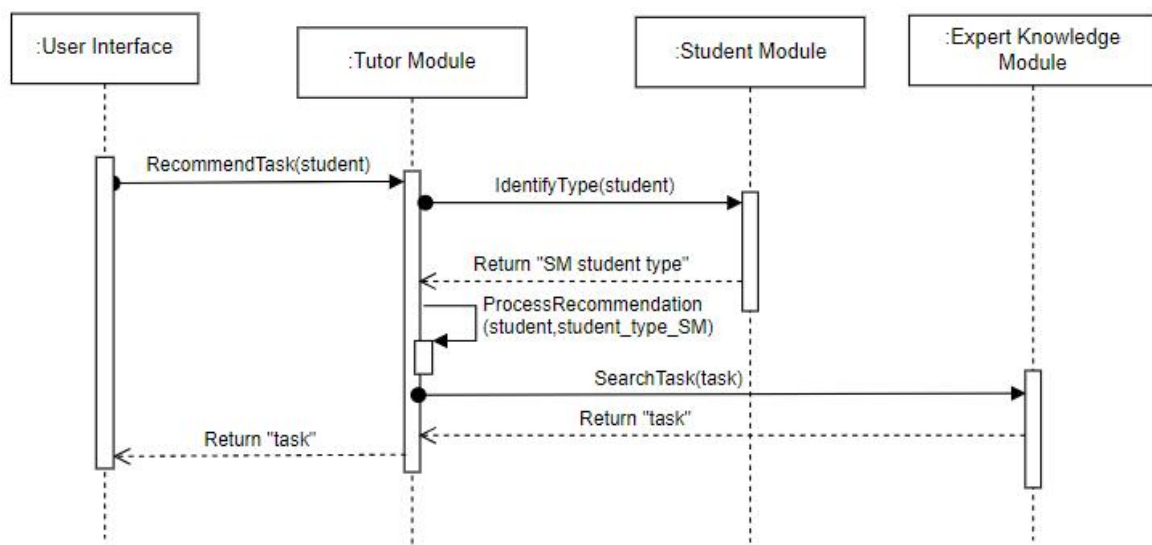 :User Interface
:Tutor Module
:Student Module
:Expert Knowledge
Module
RecommendTask(student)
IdentifyType(student)
Return "SM student type"
ProcessRecommendation
(student,student_type_SM)
SearchTask(task)
Return "task"
Return "task"